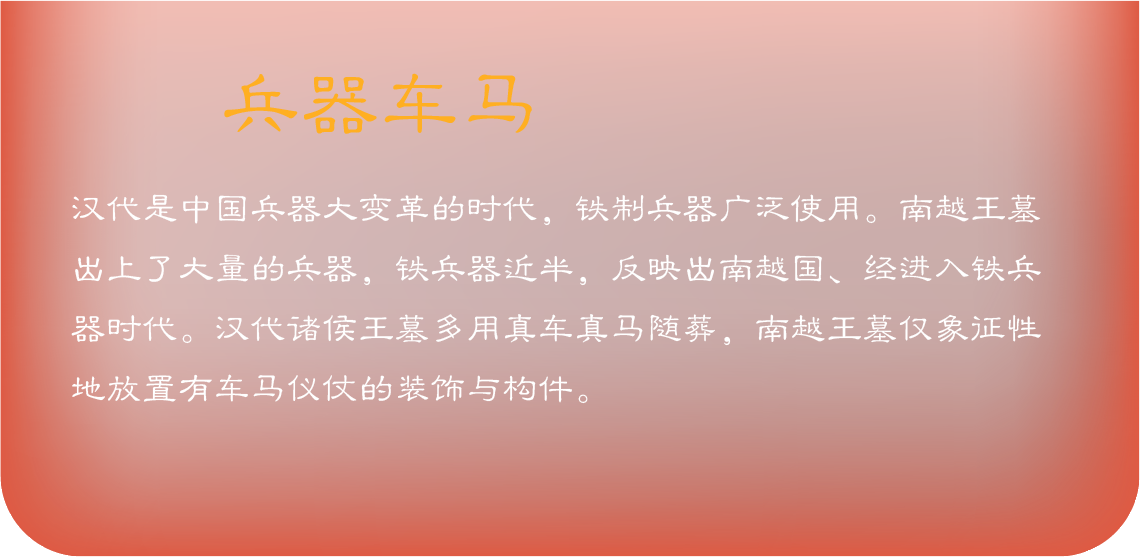 兵器车马
汉代是中国兵器大变革的时代，铁制兵器广泛使用。南越王墓
出上了大量的兵器，铁兵器近半，反映出南越国、经进入铁兵
器时代。汉代诸侯王墓多用真车真马随葬，南越王墓仅象征性
地放置有车马仪仗的装饰与构件。